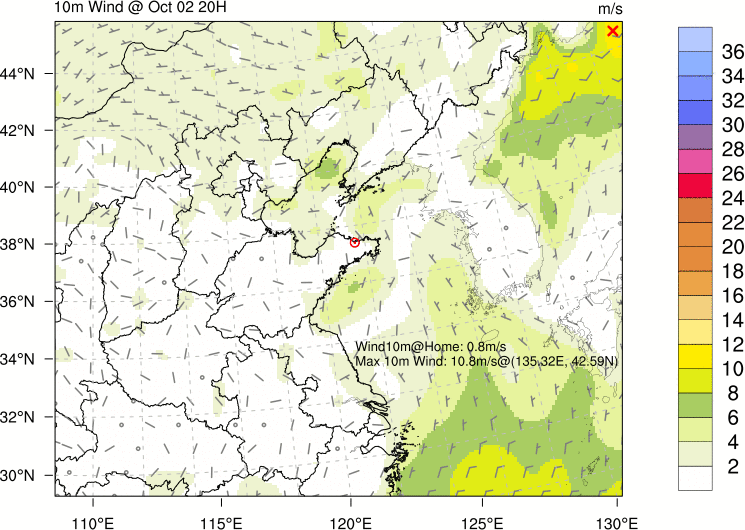 10m Wind @ Oct 02 20H
m/s
44°N
42°N
40°N
38°N
36°N
34°N
32°N
30°N
110°E
115°E
120°E
125°E
130°E
Wind10m@Home: 0.8m/s
Max 10m Wind: 10.8m/s@(135.32E, 42.59N)
36
34
32
30
28
26
24
22
20
18
16
14
12
10
8
6
4
2